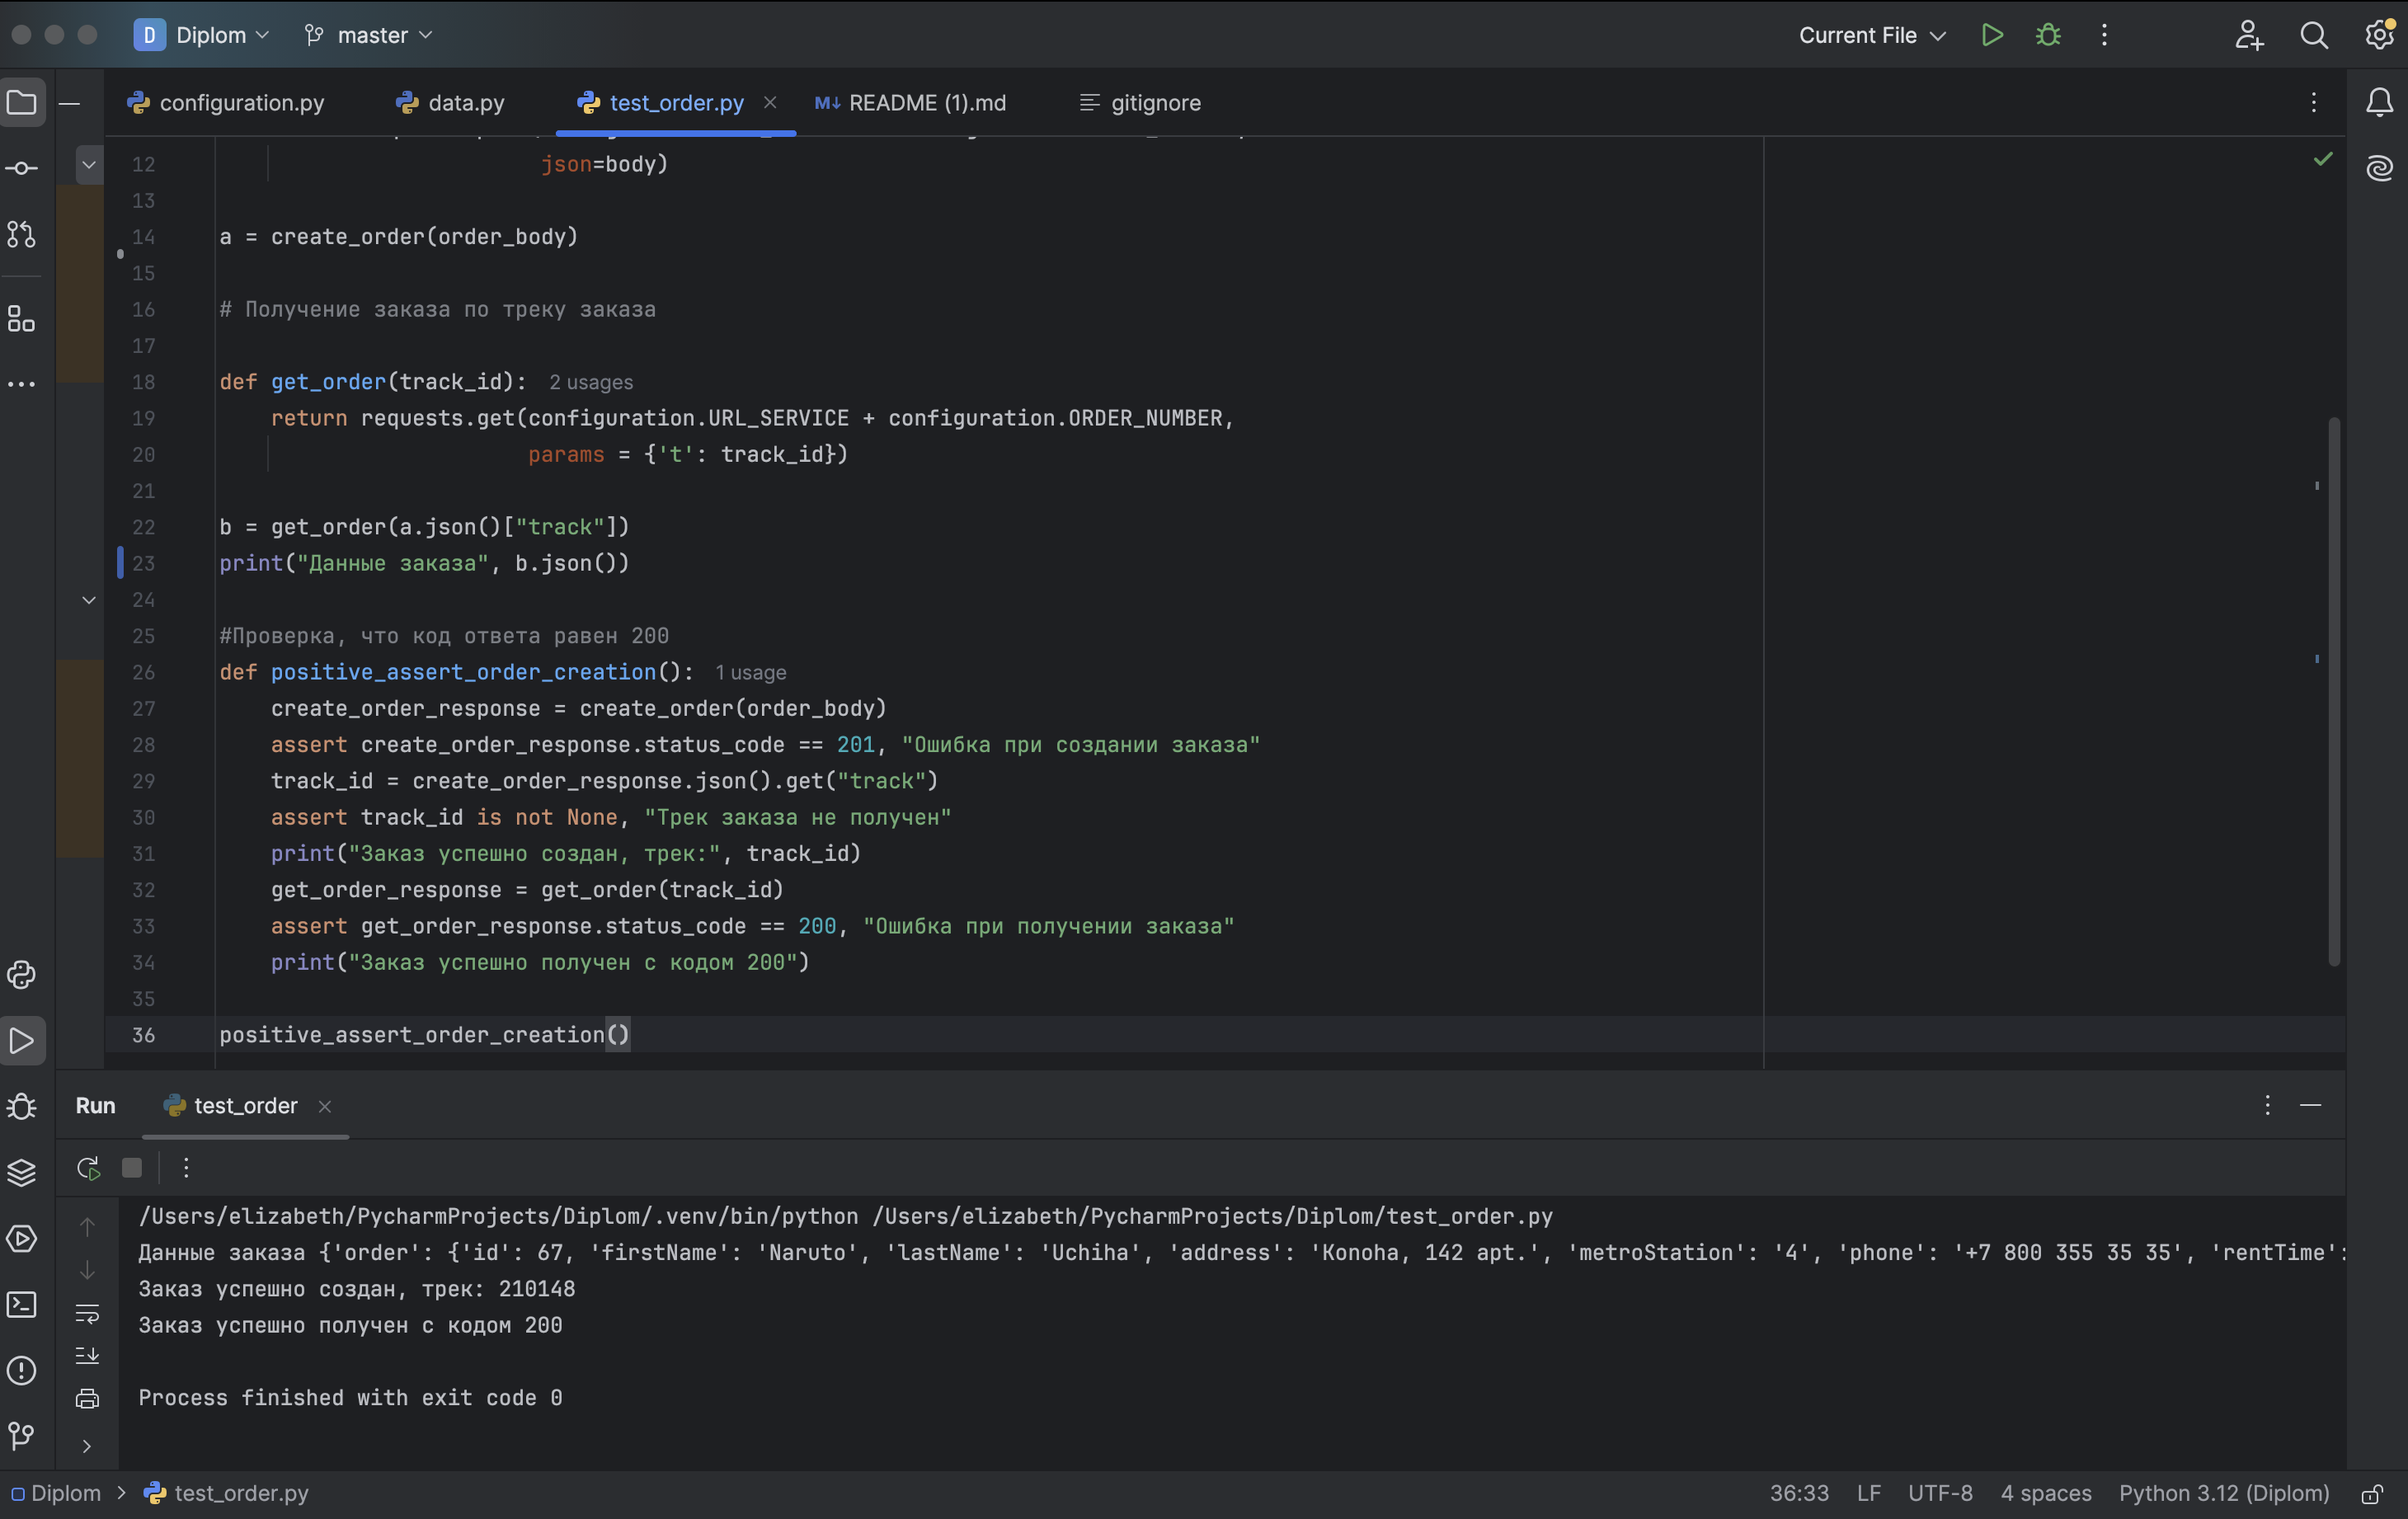 D Diplom master Current File
configuration.py data.py test_order.py README (1).md gitignore
12 json=body)
13
14 a = create_order(order_body)
15
16 # Получение заказа по треку заказа
17
18 def get_order(track_id): 2 usages
19 return requests.get(configuration.URL_SERVICE + configuration.ORDER_NUMBER,
20 params = {'t': track_id})
21
22 b = get_order(a.json()["track"])
23 print("Данные заказа", b.json())
24
25 #Проверка, что код ответа равен 200
26 def positive_assert_order_creation(): 1 usage
27 create_order_response = create_order(order_body)
28 assert create_order_response.status_code == 201, "Ошибка при создании заказа"
29 track_id = create_order_response.json().get("track")
30 assert track_id is not None, "Трек заказа не получен"
31 print("Заказ успешно создан, трек:", track_id)
32 get_order_response = get_order(track_id)
33 assert get_order_response.status_code == 200, "Ошибка при получении заказа"
34 print("Заказ успешно получен с кодом 200")
35
36 positive_assert_order_creation()
Run test_order
/Users/elizabeth/PycharmProjects/Diplom/.venv/bin/python /Users/elizabeth/PycharmProjects/Diplom/test_order.py
Данные заказа {'order': {'id': 67, 'firstName': 'Naruto', 'lastName': 'Uchiha', 'address': 'Konoha, 142 apt.', 'metroStation': '4', 'phone': '+7 800 355 35 35', 'rentTime':
Заказ успешно создан, трек: 210148
Заказ успешно получен с кодом 200
Process finished with exit code 0
Diplom > test_order.py 36:33 LF UTF-8 4 spaces Python 3.12 (Diplom)